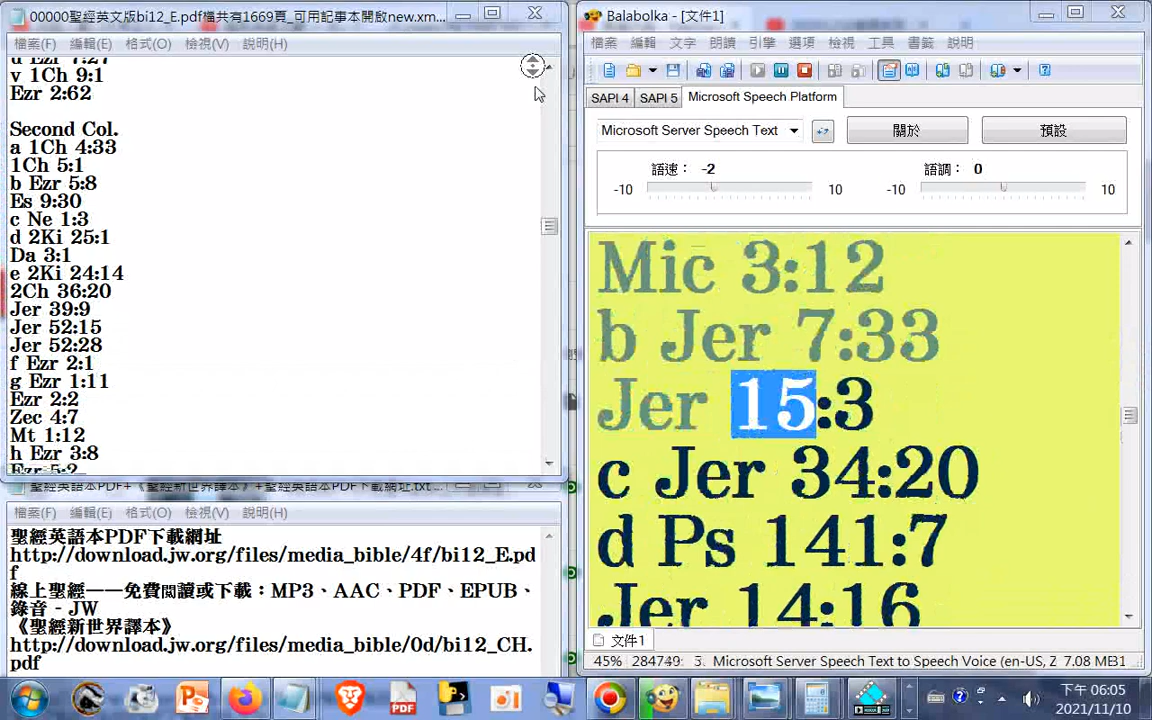 00000聖經英文版bi12_E.pdf檔共有1669頁_可用記事本開啟new.xm...
檔案(F) 編輯(E) 格式(O) 檢視(V) 說明(H)
d Ezr 7:27
v 1Ch 9:1
Ezr 2:62
Second Col.
a 1Ch 4:33
1Ch 5:1
b Ezr 5:8
Es 9:30
c Ne 1:3
d 2Ki 25:1
Da 3:1
e 2Ki 24:14
2Ch 36:20
Jer 39:9
Jer 52:15
Jer 52:28
f Ezr 2:1
g Ezr 1:11
Ezr 2:2
Zec 4:7
Mt 1:12
h Ezr 3:8
Ezr 5:2
聖經英語本PDF+《聖經新世界譯本》+聖經英語本PDF下載網址.txt ...
檔案(F) 編輯(E) 格式(O) 檢視(V) 說明(H)
聖經英語本PDF下載網址
http://download.jw.org/files/media_bible/4f/bi12_E.pd
f
線上聖經——免費閱讀或下載：MP3、AAC、PDF、EPUB、
錄音 - JW
《聖經新世界譯本》
http://download.jw.org/files/media_bible/0d/bi12_CH.
pdf
Balabolka - [文件1]
檔案 編輯 文字 朗讀 引擎 選項 檢視 工具 書籤 說明
SAPI 4 SAPI 5 Microsoft Speech Platform
Microsoft Server Speech Text 關於 預設
語速： -2 語調： 0
-10 10 -10 10
Mic 3:12
b Jer 7:33
Jer 15:3
c Jer 34:20
d Ps 141:7
Jer 14:16
文件1
45% 284749: 3. Microsoft Server Speech Text to Speech Voice (en-US, Z 7.08 MB1
下午 06:05
2021/11/10